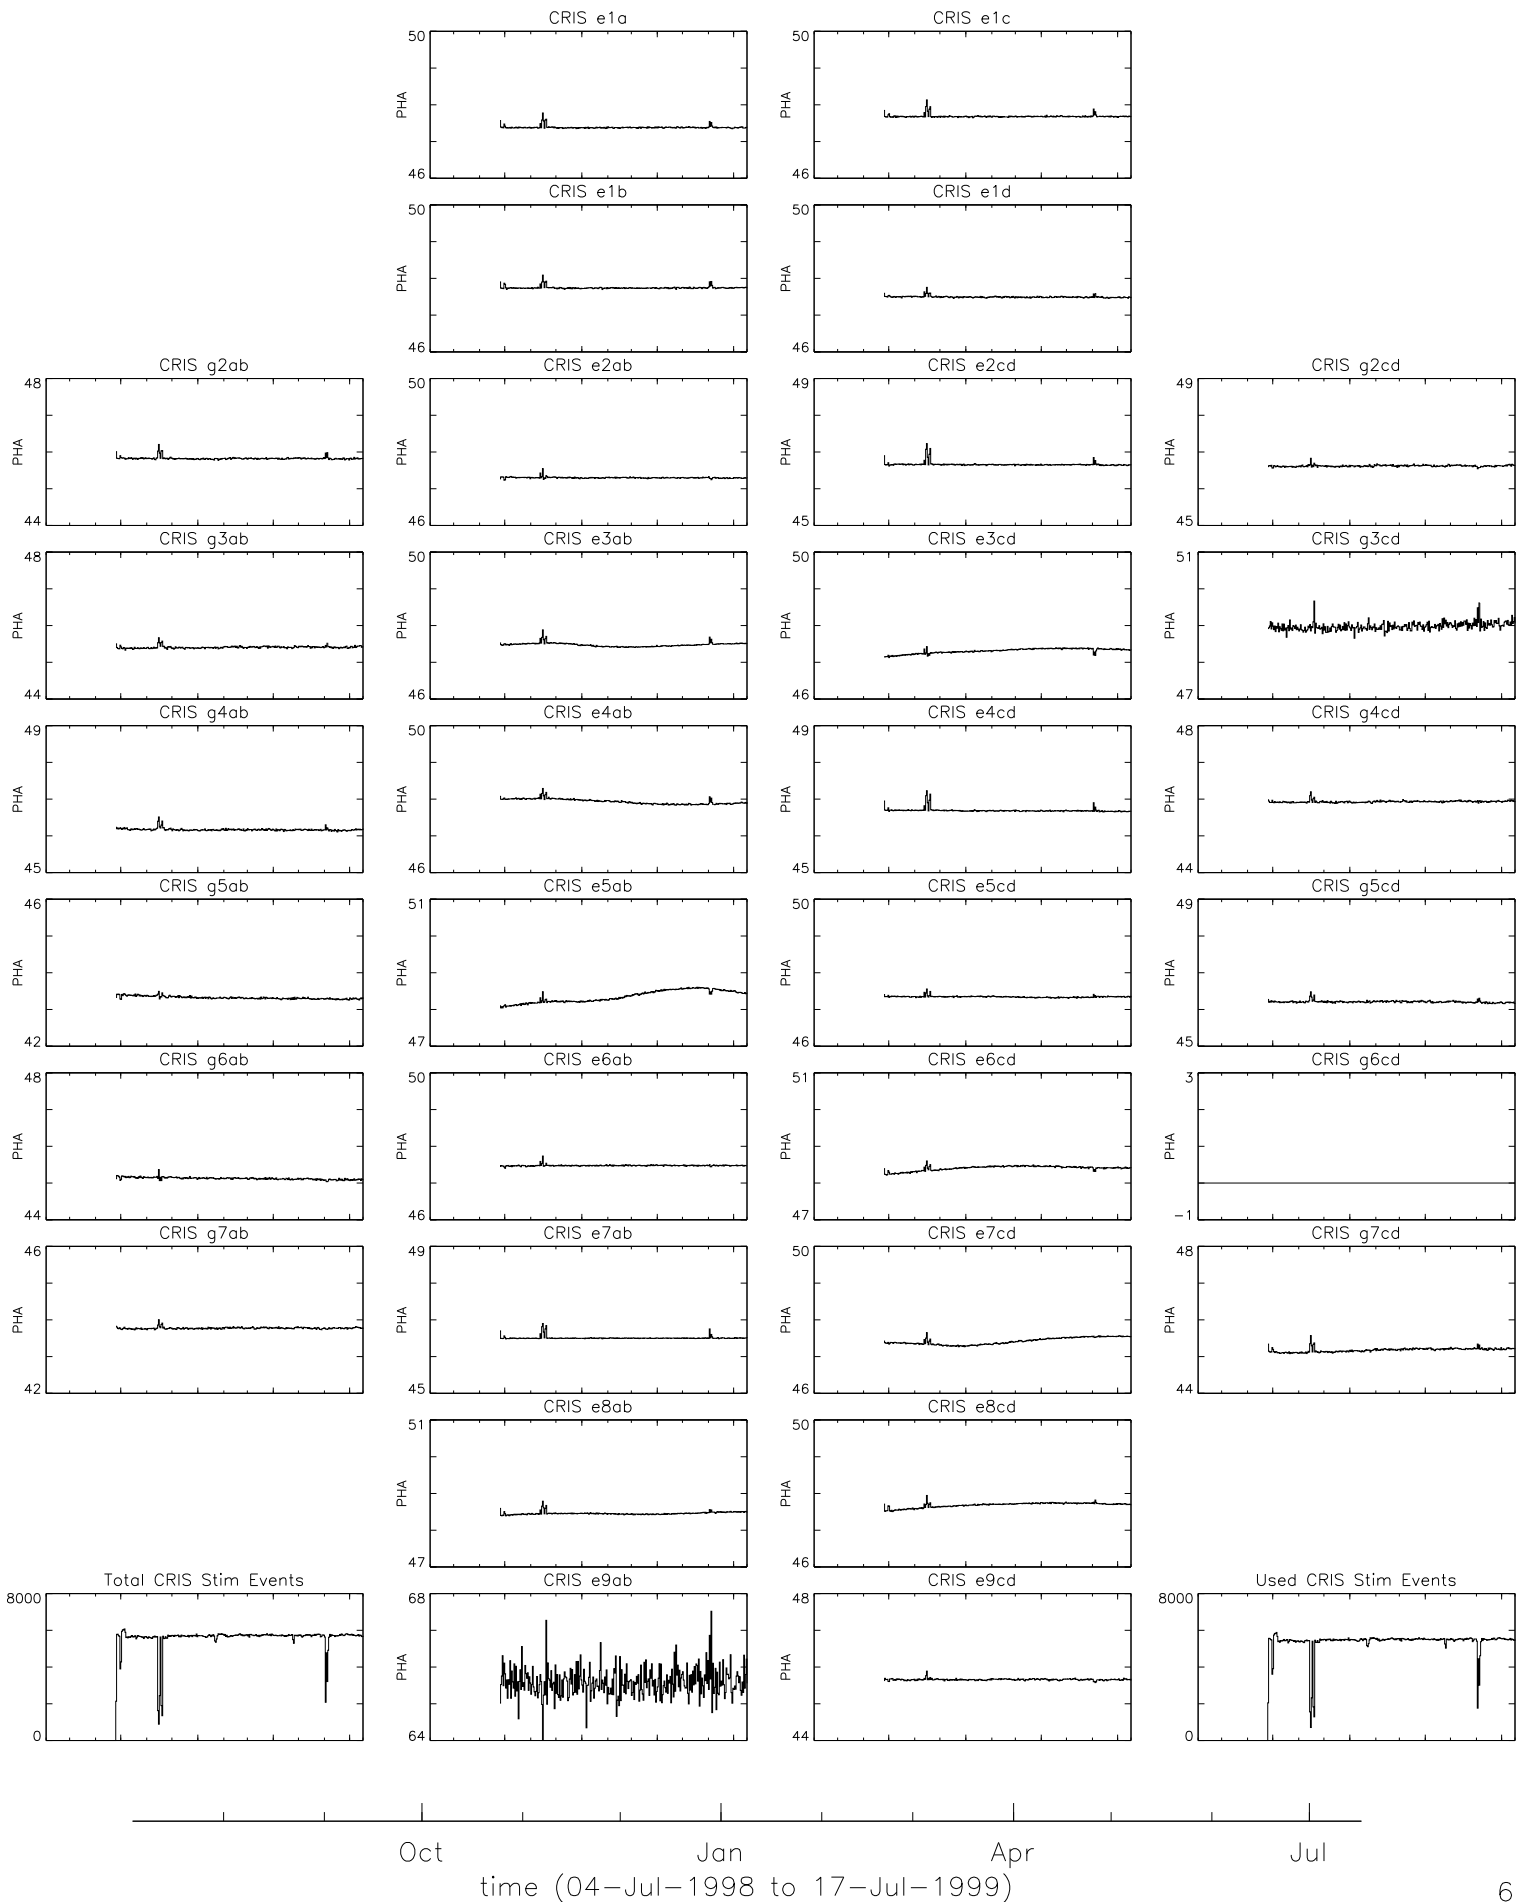 CRIS e1a
CRIS e1c
50
PHA
46
50
PHA
46
CRIS e1b
CRIS e1d
50
PHA
46
50
PHA
46
CRIS g2ab
CRIS e2ab
CRIS e2cd
CRIS g2cd
48
PHA
44
50
PHA
46
49
PHA
45
49
PHA
45
CRIS g3ab
CRIS e3ab
CRIS e3cd
CRIS g3cd
48
PHA
44
50
PHA
46
50
PHA
46
51
PHA
47
CRIS g4ab
CRIS e4ab
CRIS e4cd
CRIS g4cd
49
PHA
45
50
PHA
46
49
PHA
45
48
PHA
44
CRIS g5ab
CRIS e5ab
CRIS e5cd
CRIS g5cd
46
PHA
42
51
PHA
47
50
PHA
46
49
PHA
45
CRIS g6ab
CRIS e6ab
CRIS e6cd
CRIS g6cd
48
PHA
44
50
PHA
46
51
PHA
47
3
PHA
-1
CRIS g7ab
CRIS e7ab
CRIS e7cd
CRIS g7cd
46
PHA
42
49
PHA
45
50
PHA
46
48
PHA
44
CRIS e8ab
CRIS e8cd
51
PHA
47
50
PHA
46
Total CRIS Stim Events
CRIS e9ab
CRIS e9cd
Used CRIS Stim Events
8000
0
68
PHA
64
48
PHA
44
8000
0
Oct
Jan
Apr
Jul
time (04-Jul-1998 to 17-Jul-1999)
6